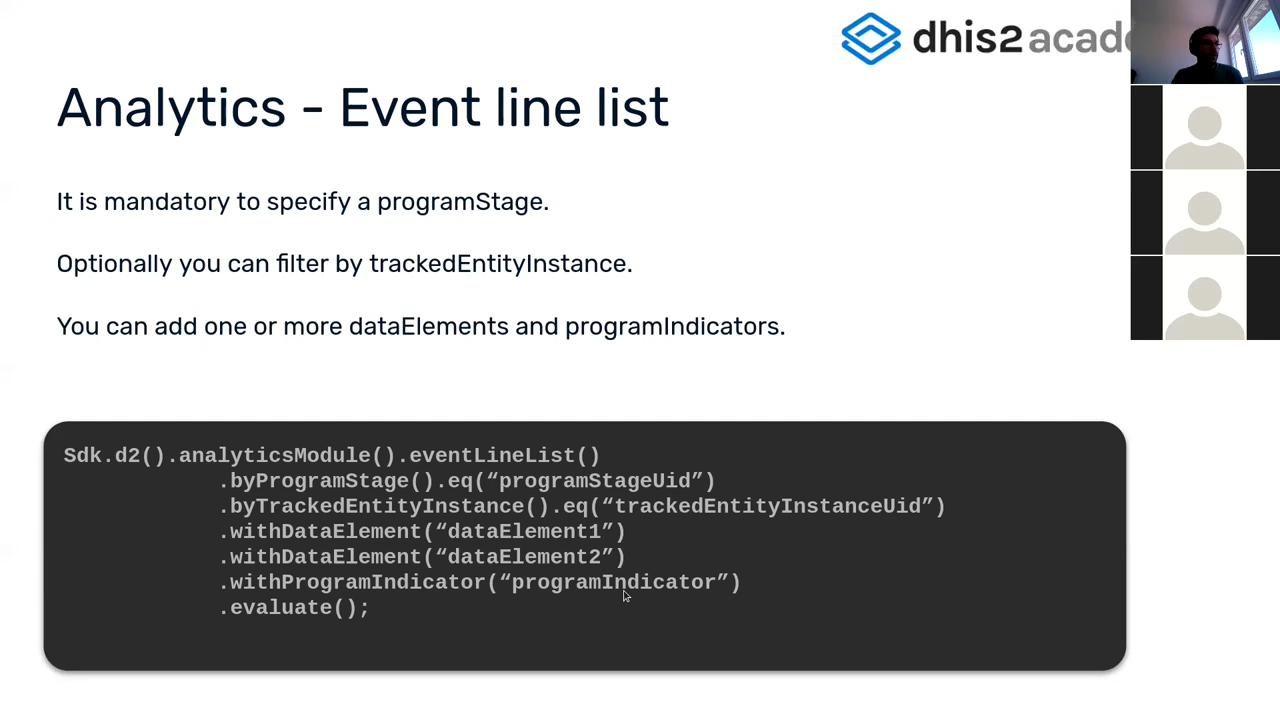 dhis2 acade
Analytics - Event line list
It is mandatory to specify a programStage.
Optionally you can filter by trackedEntityInstance.
You can add one or more dataElements and programIndicators.
Sdk.d2().analyticsModule().eventLineList()
.byProgramStage().eq(“programStageUid”)
.byTrackedEntityInstance().eq(“trackedEntityInstanceUid”)
.withDataElement(“dataElement1”)
.withDataElement(“dataElement2”)
.withProgramIndicator(“programIndicator”)
.evaluate();